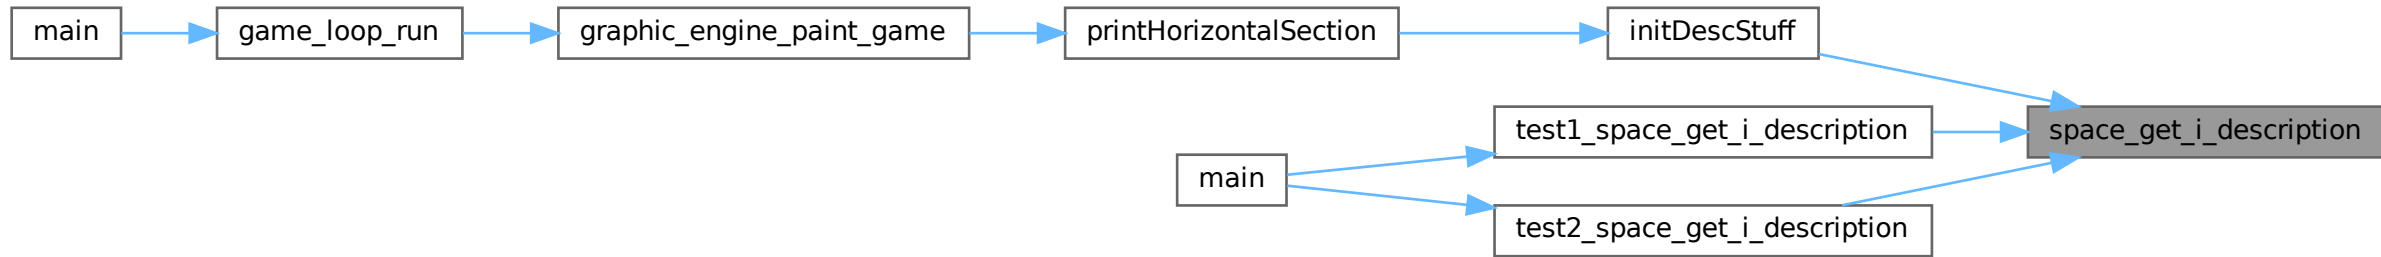 main
game_loop_run
graphic_engine_paint_game
printHorizontalSection
initDescStuff
test1_space_get_i_description
space_get_i_description
main
test2_space_get_i_description